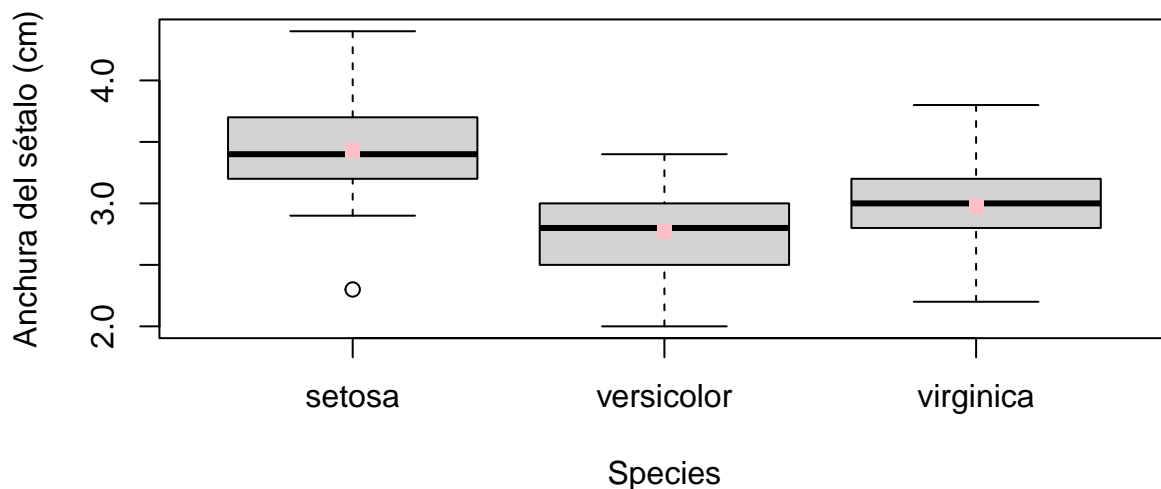 Anchura del sétalo (cm)
4.0
3.0
2.0
setosa versicolor virginica
Species